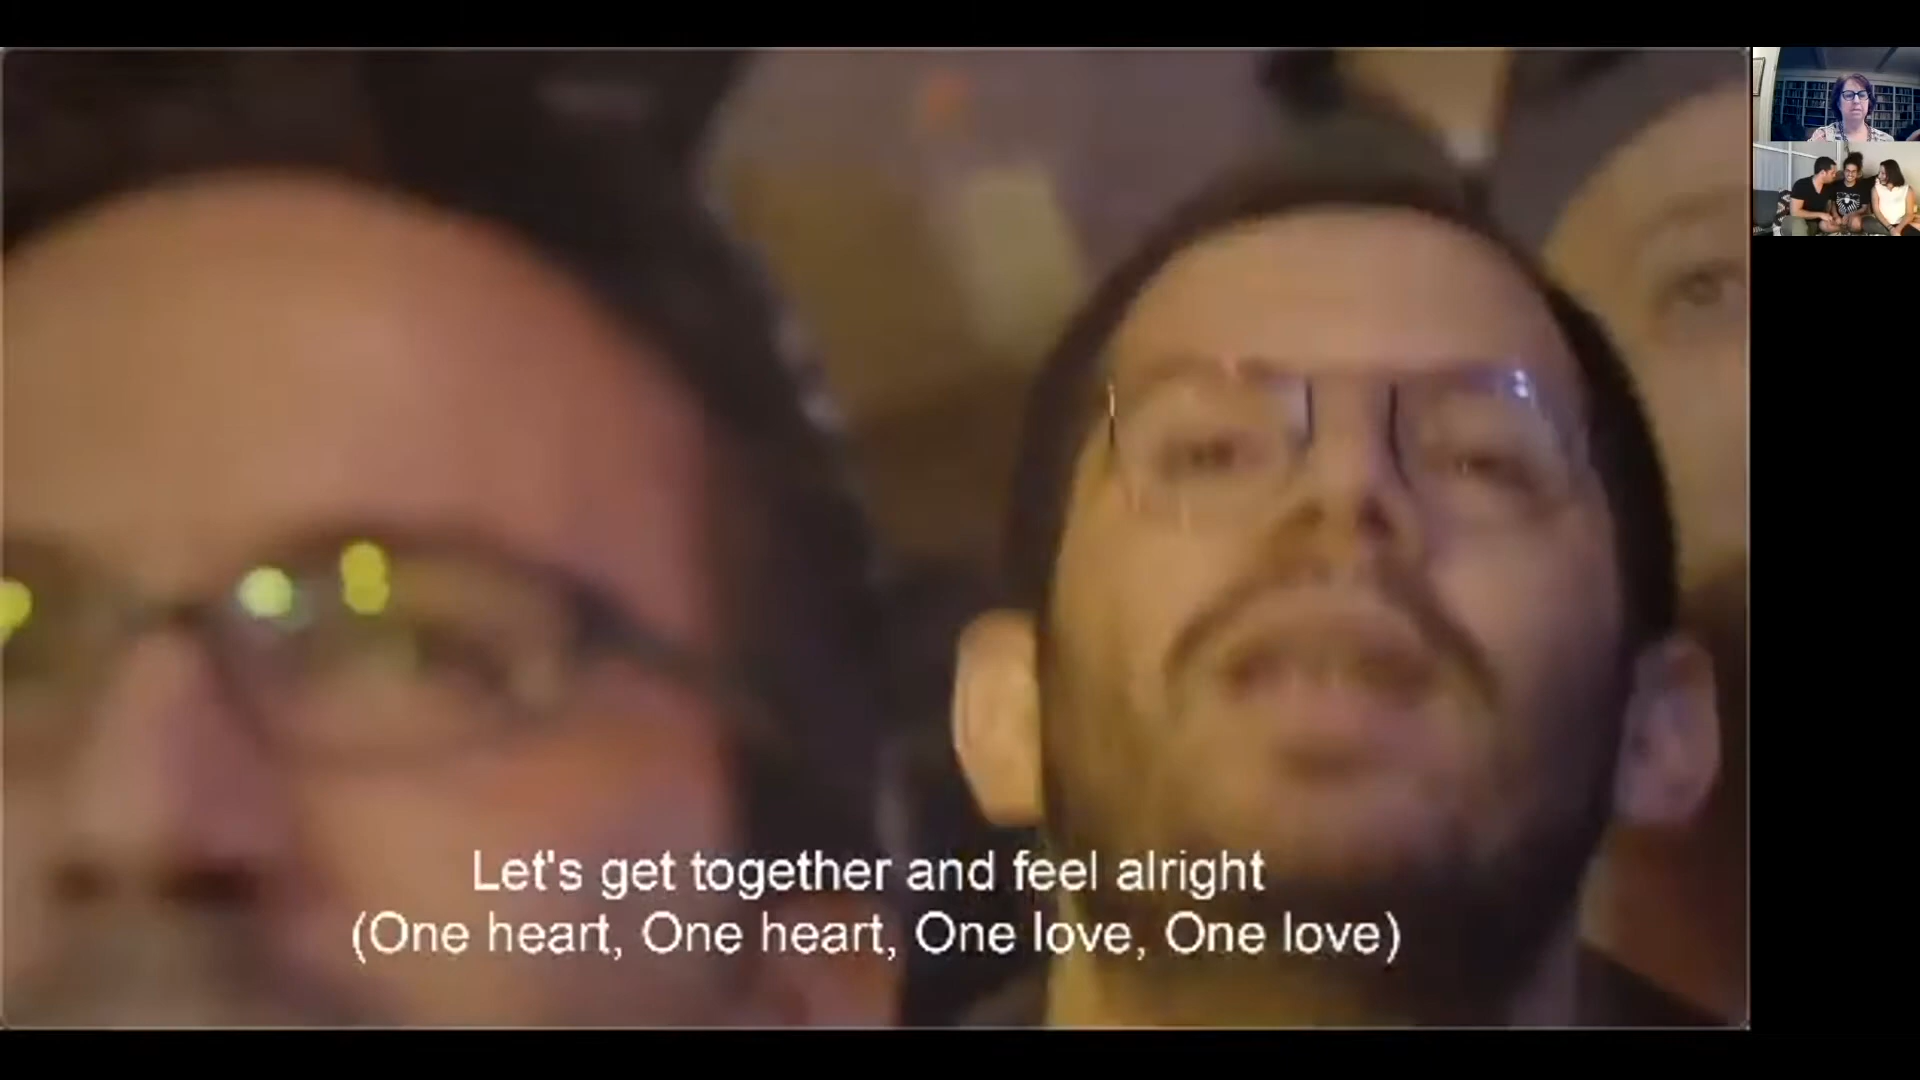 Let's get together and feel alright
(One heart, One heart, One love, One love)